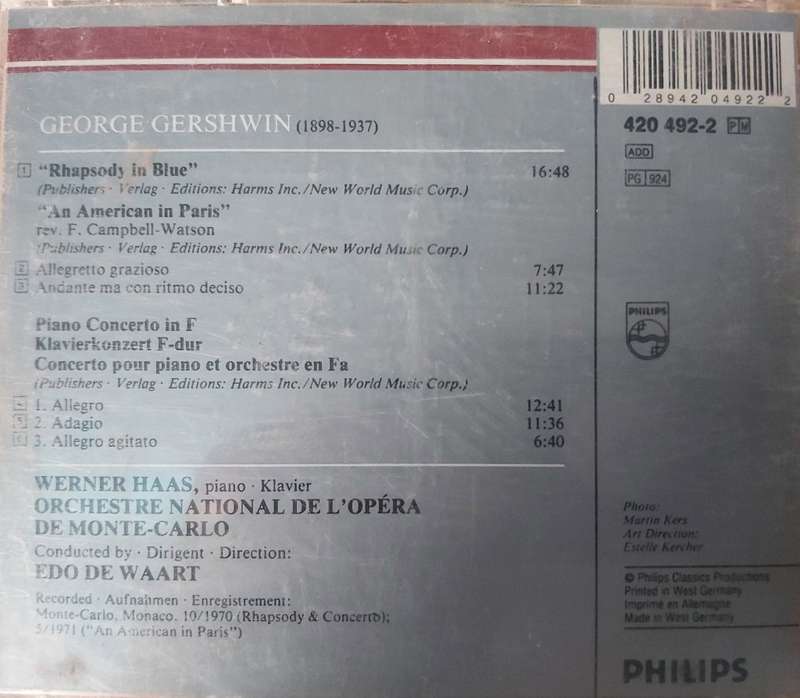 GEORGE GERSHWIN (1898-1937)
1 "Rhapsody in Blue" 16:48
(Publishers · Verlag · Editions: Harms Inc./New World Music Corp.)
"An American in Paris"
rev. F. Campbell-Watson
(Publishers · Verlag · Editions: Harms Inc./New World Music Corp.)
2 Allegretto grazioso 7:47
3 Andante ma con ritmo deciso 11:22
Piano Concerto in F
Klavierkonzert F-dur
Concerto pour piano et orchestre en Fa
(Publishers · Verlag · Editions: Harms Inc./New World Music Corp.)
4 1. Allegro 12:41
5 2. Adagio 11:36
6 3. Allegro agitato 6:40
WERNER HAAS, piano · Klavier
ORCHESTRE NATIONAL DE L'OPÉRA
DE MONTE-CARLO
Conducted by · Dirigent · Direction:
EDO DE WAART
Recorded · Aufnahmen · Enregistrement:
Monte-Carlo, Monaco, 10/1970 (Rhapsody & Concerto);
5/1971 ("An American in Paris")
0 28942 04922 2
420 492-2 PM
ADD
PG 924
PHILIPS
Photo:
Martin Kers
Art Direction:
Estelle Kercher
© Philips Classics Productions
Printed in West Germany
Imprimé en Allemagne
Made in West Germany
PHILIPS